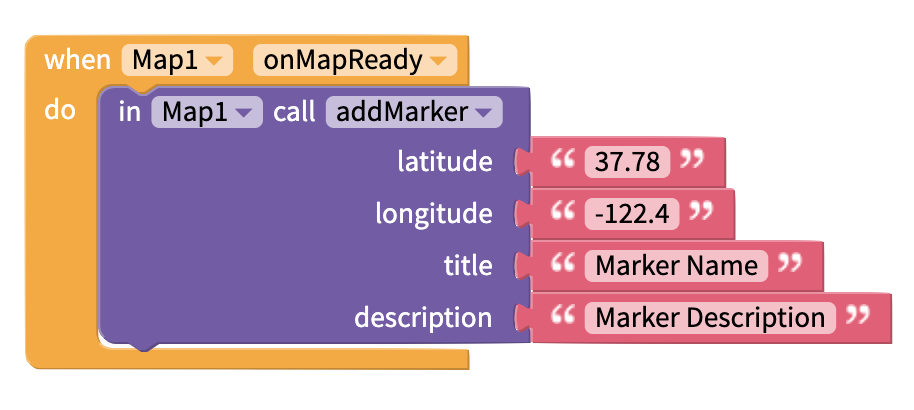 when Map1 onMapReady
do in Map1 call addMarker
latitude “ 37.78 ”
longitude “ -122.4 ”
title “ Marker Name ”
description “ Marker Description ”